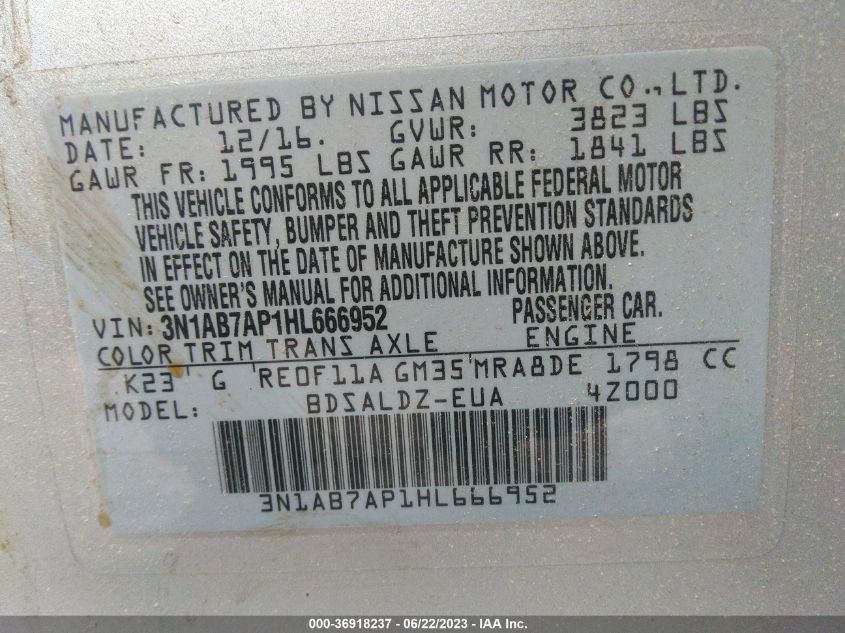 MANUFACTURED BY NISSAN MOTOR CO., LTD.
DATE: 12/16. GVWR: 3823 LBS
GAWR FR: 1995 LBS GAWR RR: 1841 LBS
THIS VEHICLE CONFORMS TO ALL APPLICABLE FEDERAL MOTOR
VEHICLE SAFETY, BUMPER AND THEFT PREVENTION STANDARDS
IN EFFECT ON THE DATE OF MANUFACTURE SHOWN ABOVE.
SEE OWNER'S MANUAL FOR ADDITIONAL INFORMATION.
VIN: 3N1AB7AP1HL666952 PASSENGER CAR.
COLOR TRIM TRANS AXLE ENGINE
K23 G RE0F11A GM35 MRA8DE 1798 CC
MODEL: BDSALDZ-EUA 4Z000
3N1AB7AP1HL666952
000-36918237 - 06/22/2023 - IAA Inc.